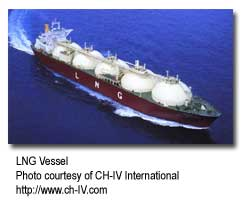 LNG
LNG Vessel
Photo courtesy of CH-IV International
http://www.ch-IV.com